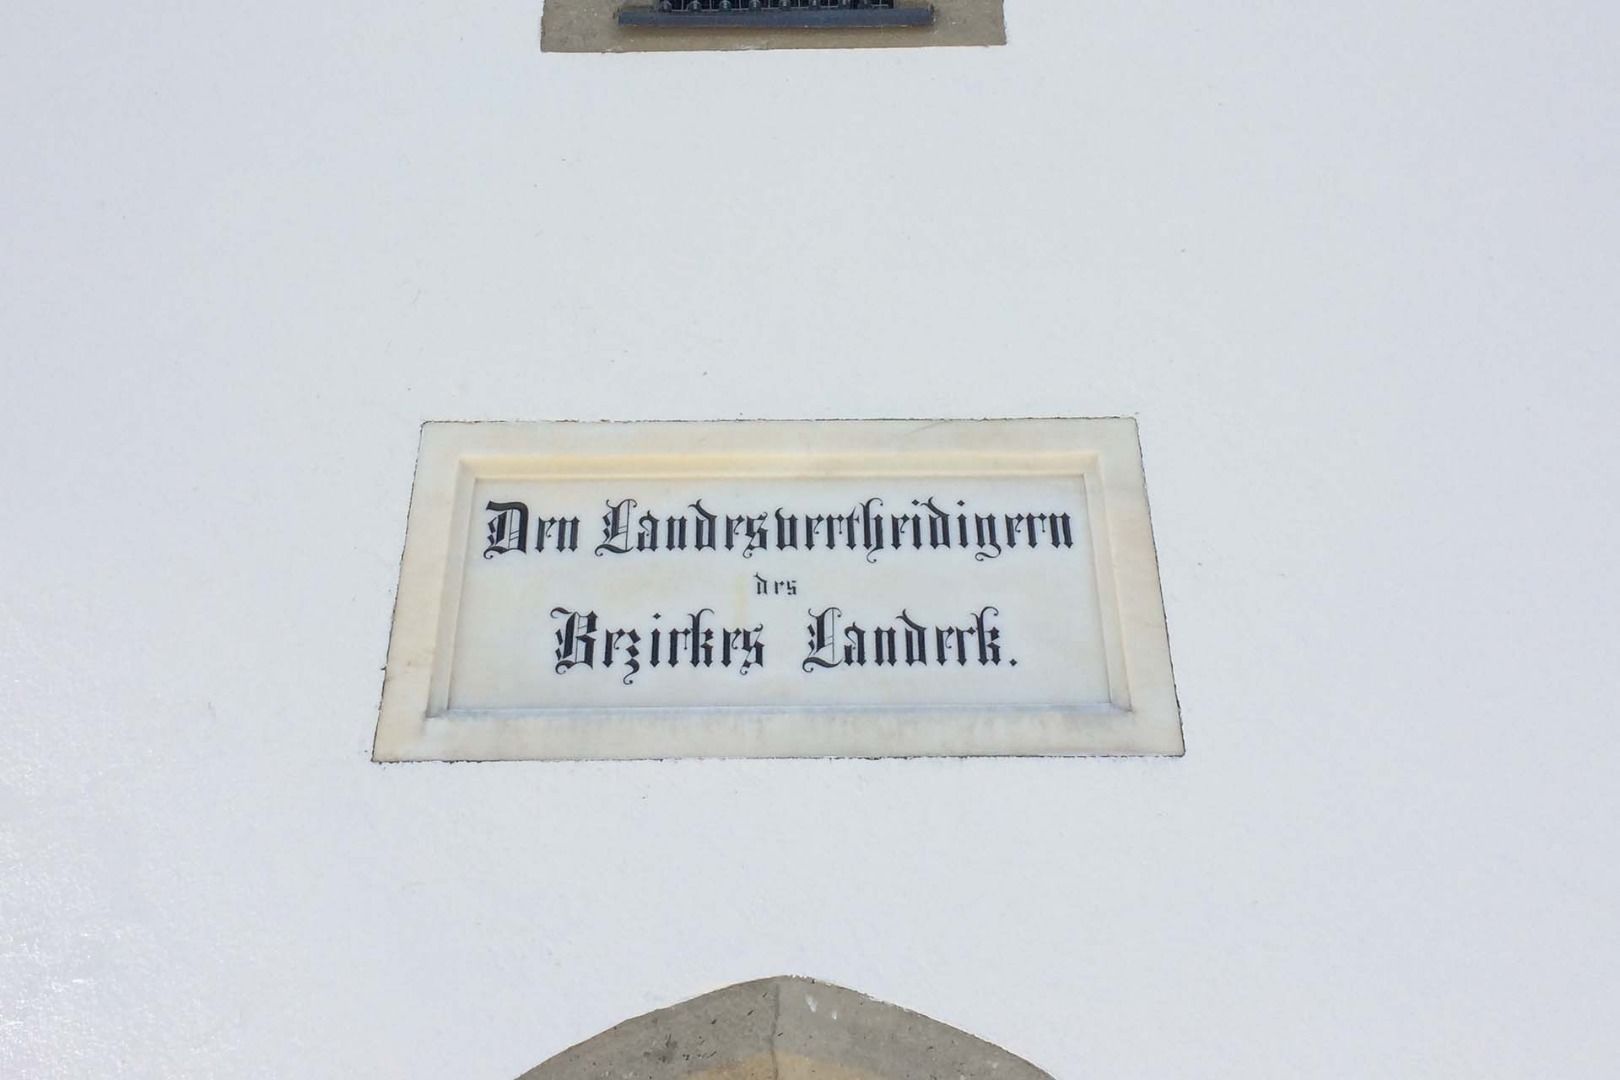 Den Landesvertheidigern
des
Bezirkes Landeck.